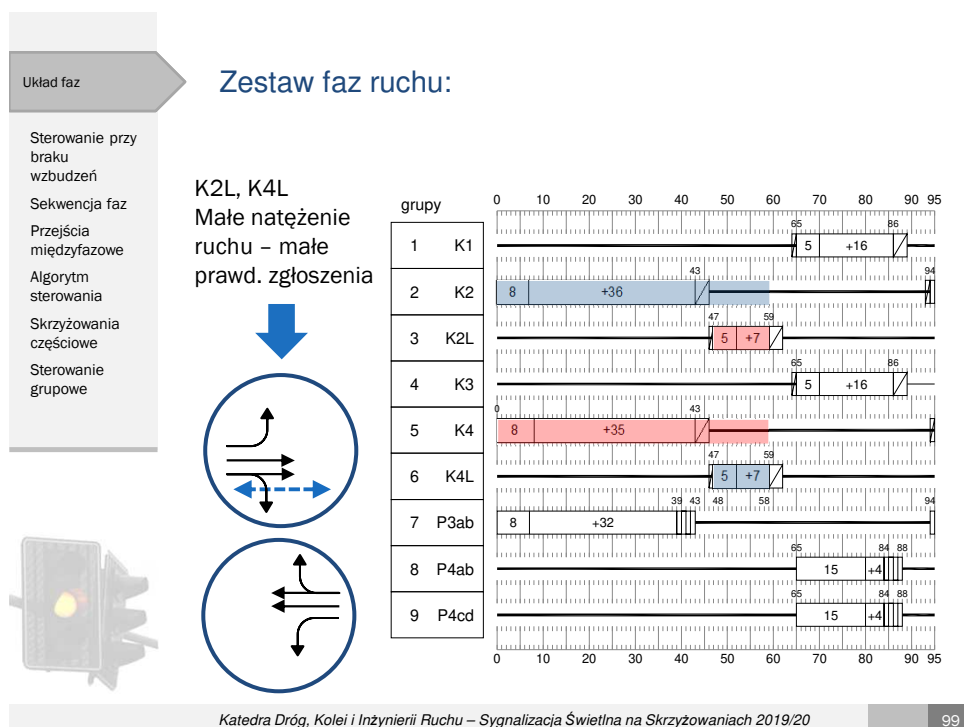 Układ faz
Zestaw faz ruchu:
Sterowanie przy
braku
wzbudzeń
Sekwencja faz
Przejścia
międzyfazowe
Algorytm
sterowania
Skrzyżowania
częściowe
Sterowanie
grupowe
K2L, K4L
Małe natężenie
ruchu – małe
prawd. zgłoszenia
grupy
0 10 20 30 40 50 60 70 80 90 95
65 86
1 K1 5 +16
43 94
2 K2 8 +36
47 59
3 K2L 5 +7
65 86
4 K3 5 +16
0 43
5 K4 8 +35
47 59
6 K4L 5 +7
39 43 48 58 94
7 P3ab 8 +32
65 84 88
8 P4ab 15 +4
65 84 88
9 P4cd 15 +4
0 10 20 30 40 50 60 70 80 90 95
Katedra Dróg, Kolei i Inżynierii Ruchu – Sygnalizacja Świetlna na Skrzyżowaniach 2019/20
99